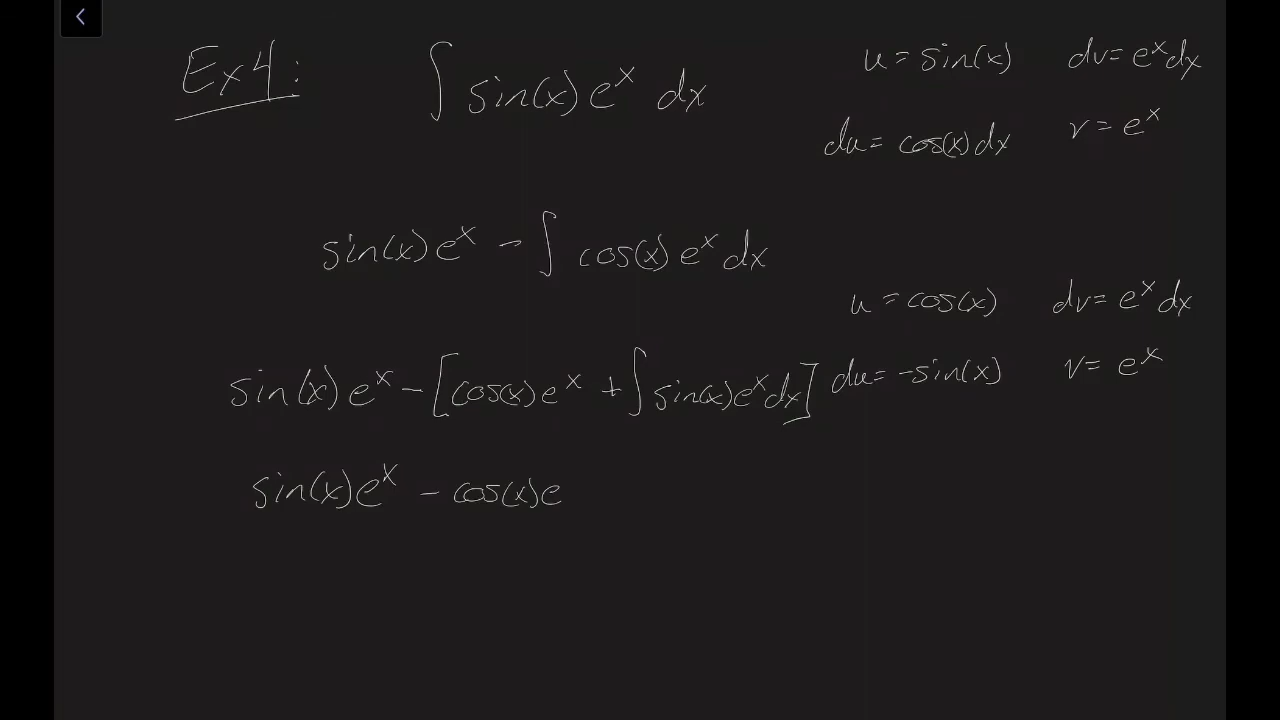 Ex4: ∫ sin(x) eˣ dx
u = sin(x) dv = eˣ dx
du = cos(x) dx v = eˣ
sin(x) eˣ - ∫ cos(x) eˣ dx
u = cos(x) dv = eˣ dx
sin(x) eˣ - [cos(x) eˣ + ∫ sin(x) eˣ dx]
du = -sin(x) v = eˣ
sin(x) eˣ - cos(x) e